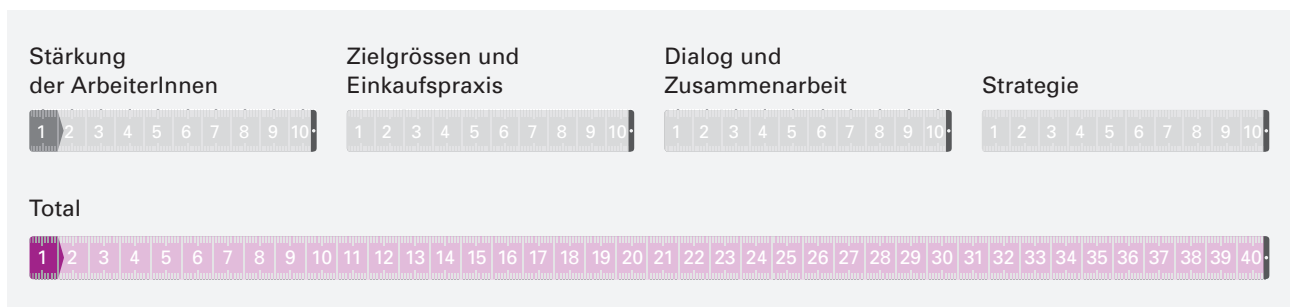 Stärkung
der ArbeiterInnen
Zielgrössen und
Einkaufspraxis
Dialog und
Zusammenarbeit
Strategie
1 2 3 4 5 6 7 8 9 10
1 2 3 4 5 6 7 8 9 10
1 2 3 4 5 6 7 8 9 10
1 2 3 4 5 6 7 8 9 10
Total
1 2 3 4 5 6 7 8 9 10 11 12 13 14 15 16 17 18 19 20 21 22 23 24 25 26 27 28 29 30 31 32 33 34 35 36 37 38 39 40